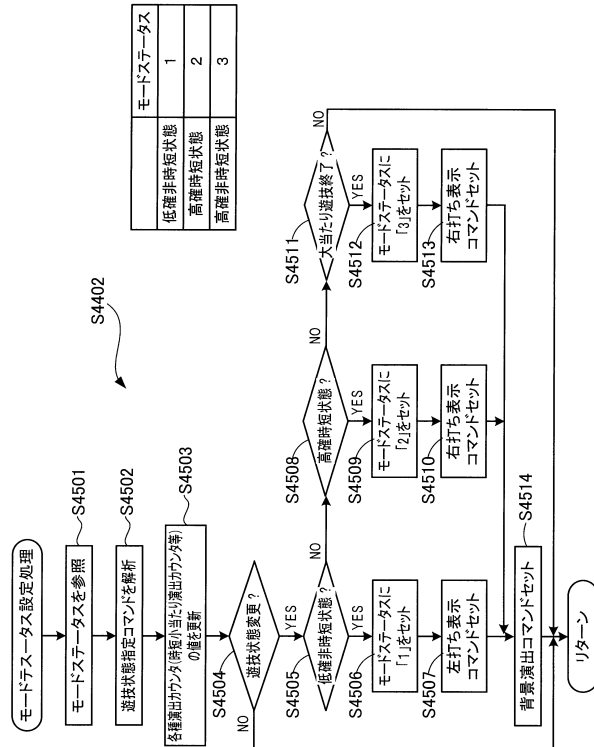 モードテスータス設定処理
S4402
モードステータスを参照
S4501
遊技状態指定コマンドを解析
S4502
各種演出カウンタ(時短小当たり演出カウンタ等)
の値を更新
S4503
S4504
遊技状態変更?
NO
YES
S4505
低確非時短状態?
NO
YES
S4506
モードステータスに
「1」をセット
S4507
左打ち表示
コマンドセット
S4508
高確時短状態?
NO
YES
S4509
モードステータスに
「2」をセット
S4510
右打ち表示
コマンドセット
S4511
大当たり遊技終了?
NO
YES
S4512
モードステータスに
「3」をセット
S4513
右打ち表示
コマンドセット
背景演出コマンドセット
S4514
リターン
モードステータス
低確非時短状態 1
高確時短状態 2
高確非時短状態 3